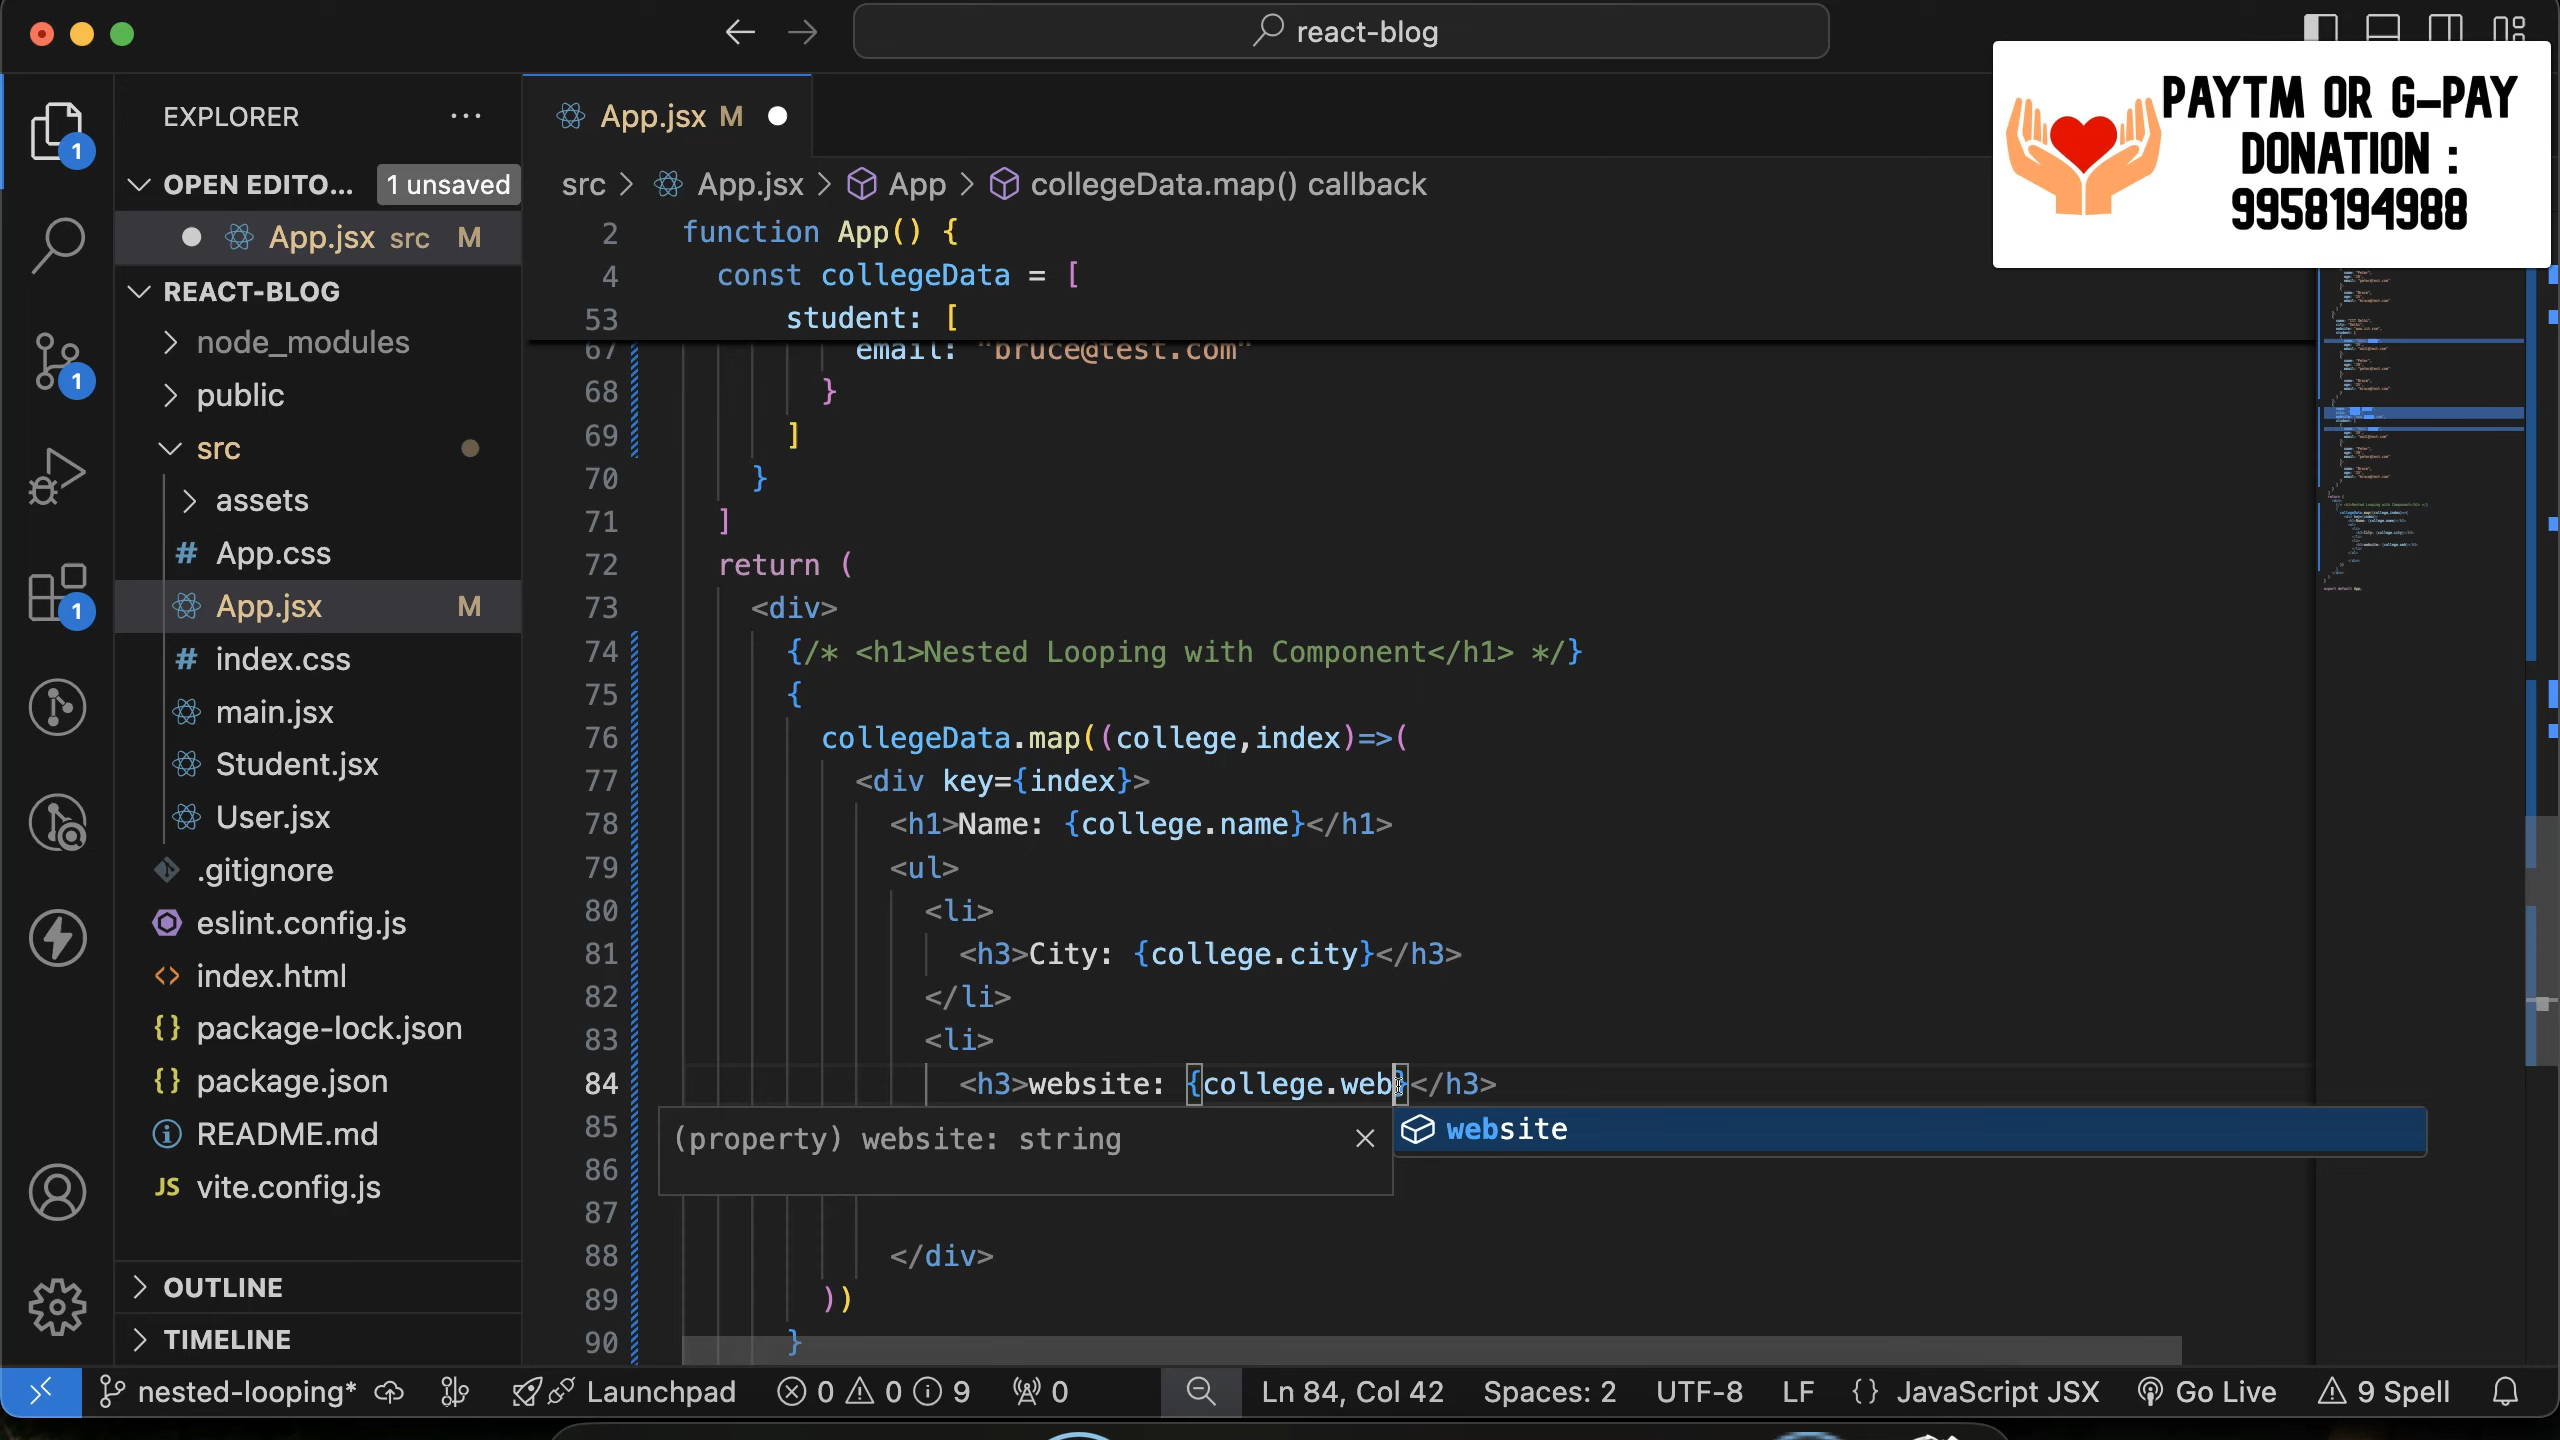 react-blog
PAYTM OR G-PAY
DONATION :
9958194988
EXPLORER
OPEN EDITO... 1 unsaved
App.jsx src M
REACT-BLOG
node_modules
public
src
assets
App.css
App.jsx M
index.css
main.jsx
Student.jsx
User.jsx
.gitignore
eslint.config.js
index.html
package-lock.json
package.json
README.md
vite.config.js
OUTLINE
TIMELINE
1
1
1
App.jsx M
src > App.jsx > App > collegeData.map() callback
2 function App() {
4 const collegeData = [
53 student: [
67 email: "bruce@test.com"
68 }
69 ]
70 }
71 ]
72 return (
73 <div>
74 {/* <h1>Nested Looping with Component</h1> */}
75 {
76 collegeData.map((college,index)=>(
77 <div key={index}>
78 <h1>Name: {college.name}</h1>
79 <ul>
80 <li>
81 <h3>City: {college.city}</h3>
82 </li>
83 <li>
84 <h3>website: {college.web}</h3>
85
(property) website: string
website
86
87
88 </div>
89 ))
90 }
nested-looping* Launchpad 0 0 9 0 Ln 84, Col 42 Spaces: 2 UTF-8 LF {} JavaScript JSX Go Live 9 Spell